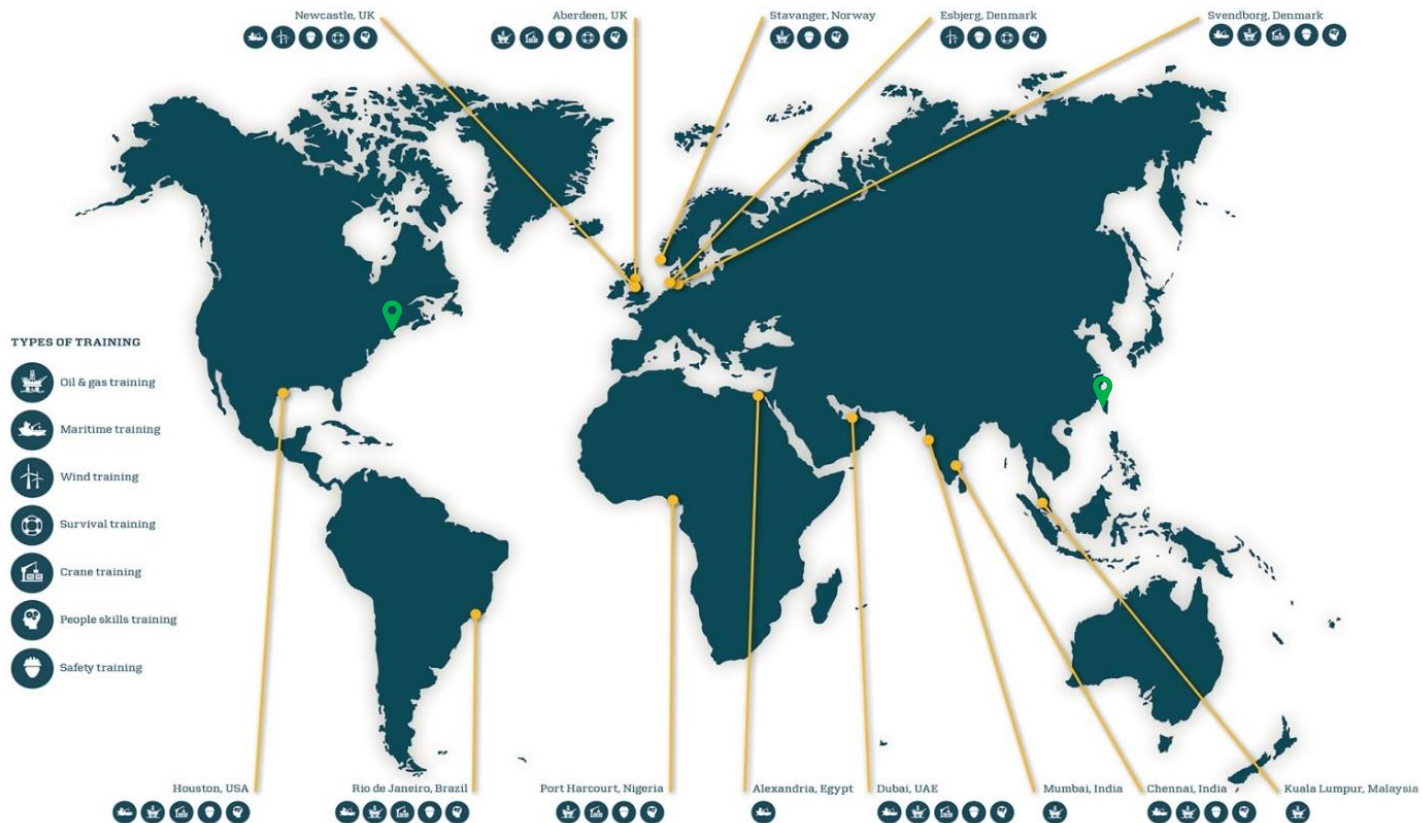 Newcastle, UK
Aberdeen, UK
Stavanger, Norway
Esbjerg, Denmark
Svendborg, Denmark
TYPES OF TRAINING
Oil & gas training
Maritime training
Wind training
Survival training
Crane training
People skills training
Safety training
Houston, USA
Rio de Janeiro, Brazil
Port Harcourt, Nigeria
Alexandria, Egypt
Dubai, UAE
Mumbai, India
Chennai, India
Kuala Lumpur, Malaysia